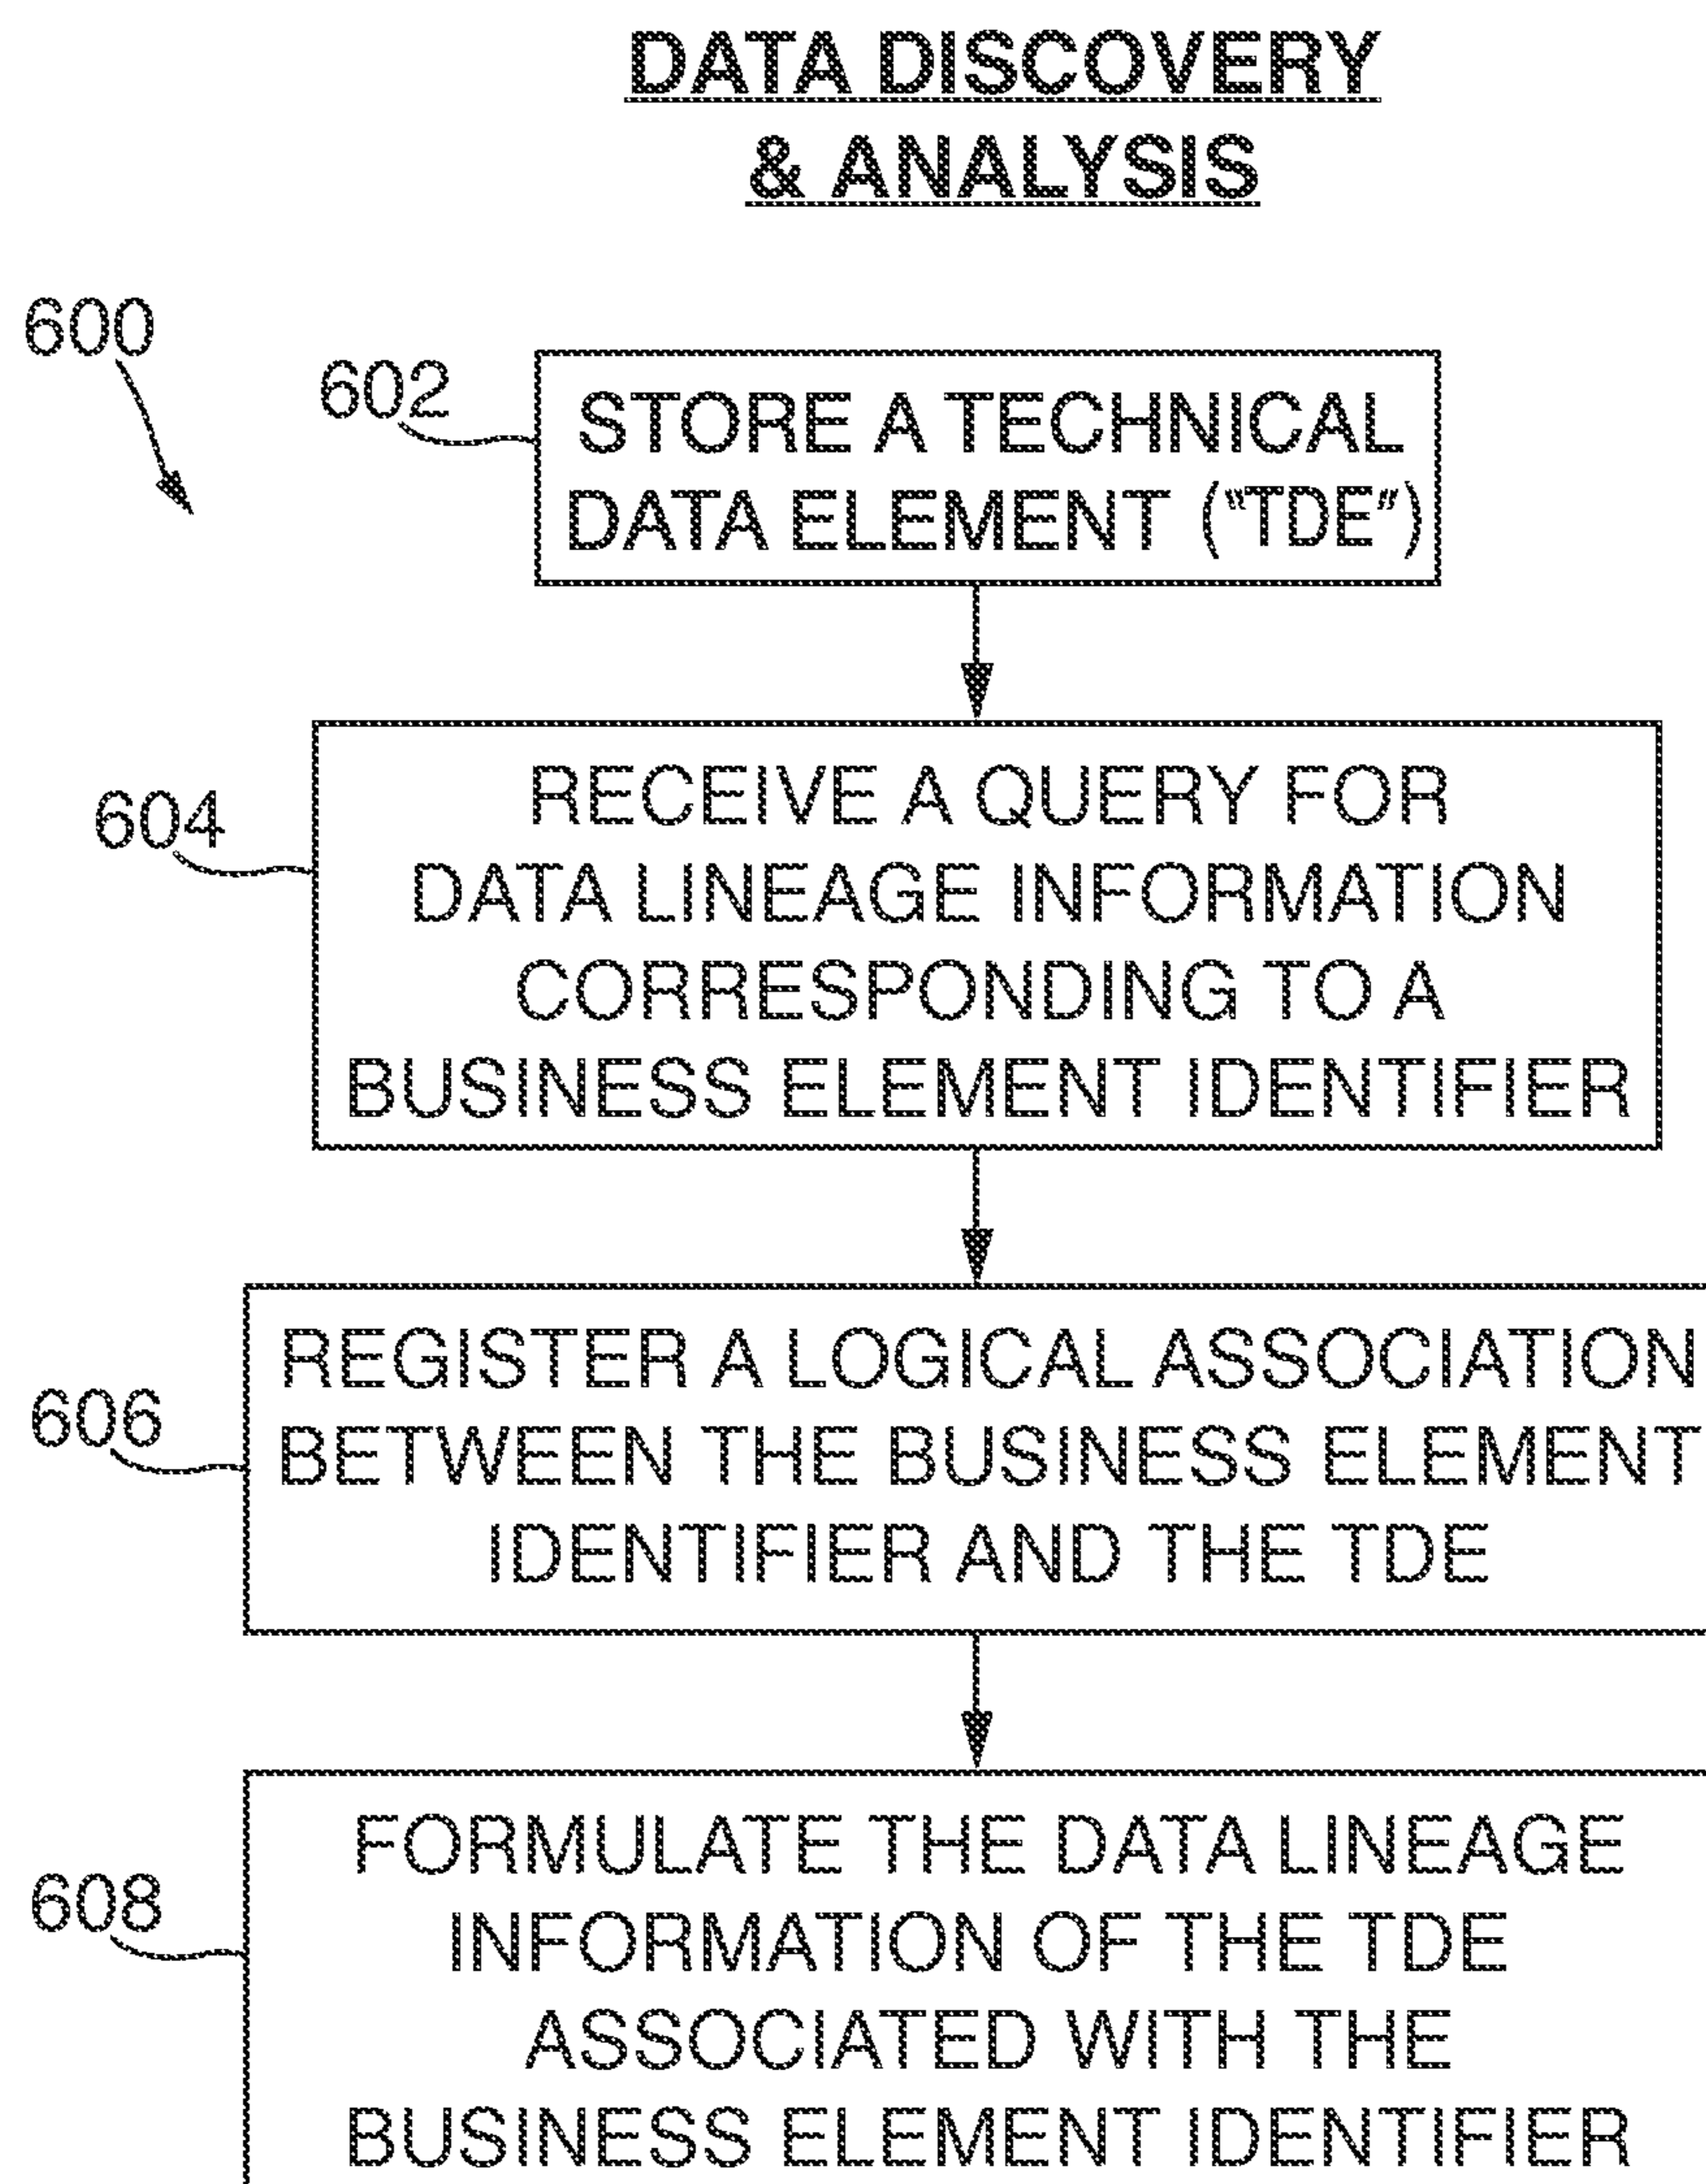 DATA DISCOVERY
& ANALYSIS
600
602
STORE A TECHNICAL
DATA ELEMENT ("TDE")
604
RECEIVE A QUERY FOR
DATA LINEAGE INFORMATION
CORRESPONDING TO A
BUSINESS ELEMENT IDENTIFIER
606
REGISTER A LOGICAL ASSOCIATION
BETWEEN THE BUSINESS ELEMENT
IDENTIFIER AND THE TDE
608
FORMULATE THE DATA LINEAGE
INFORMATION OF THE TDE
ASSOCIATED WITH THE
BUSINESS ELEMENT IDENTIFIER